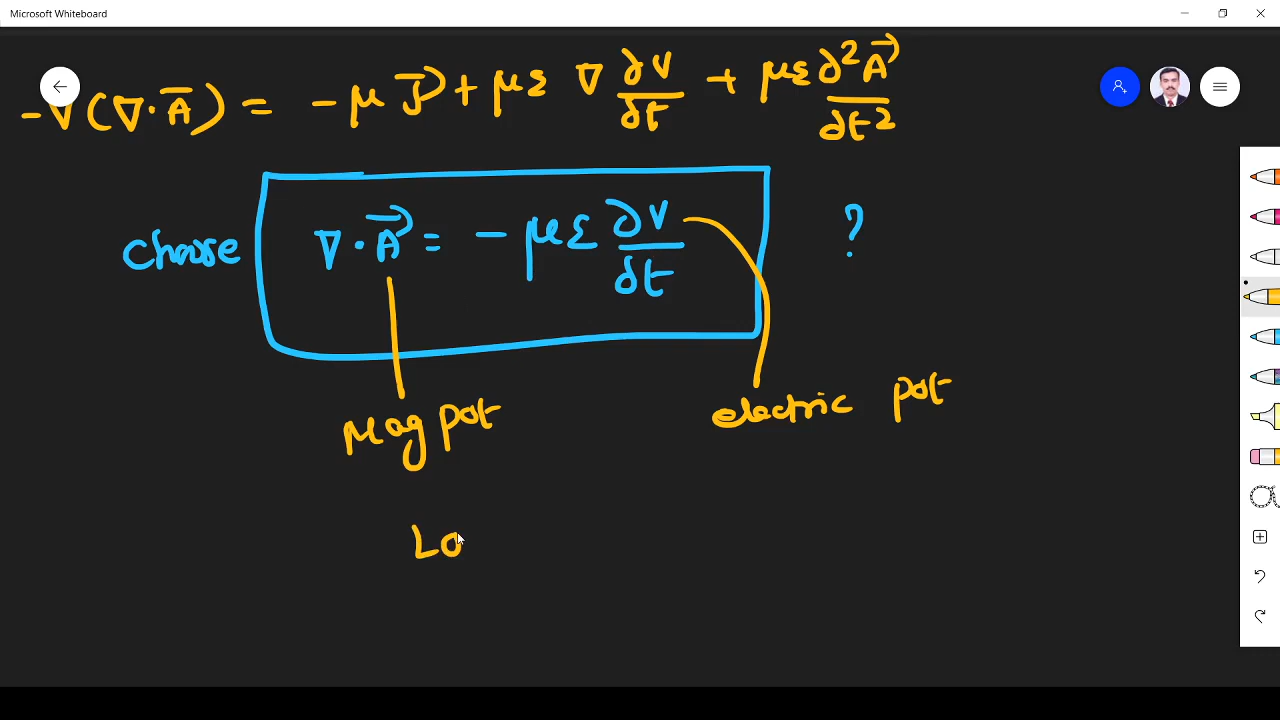 Microsoft Whiteboard
-∇(∇·A⃗) = -μJ⃗ + με ∇ ∂V/∂t + με ∂²A⃗/∂t²
choose ∇·A⃗ = -με ∂V/∂t ?
Mag pot electric pot
Lo